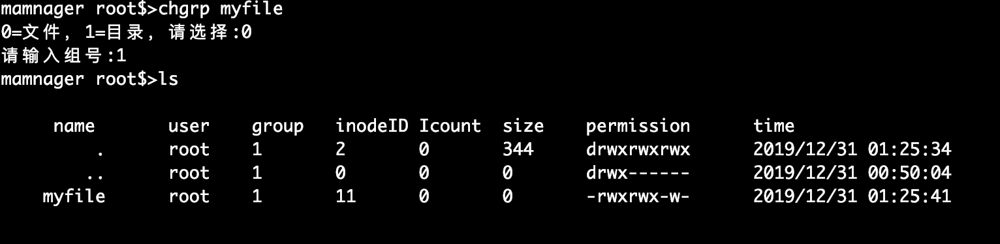 mamnager root$>chgrp myfile
0=文件, 1=目录, 请选择:0
请输入组号:1
mamnager root$>ls
name user group inodeID Icount size permission time
. root 1 2 0 344 drwxrwxrwx 2019/12/31 01:25:34
.. root 1 0 0 0 drwx------ 2019/12/31 00:50:04
myfile root 1 11 0 0 -rwxrwx-w- 2019/12/31 01:25:41